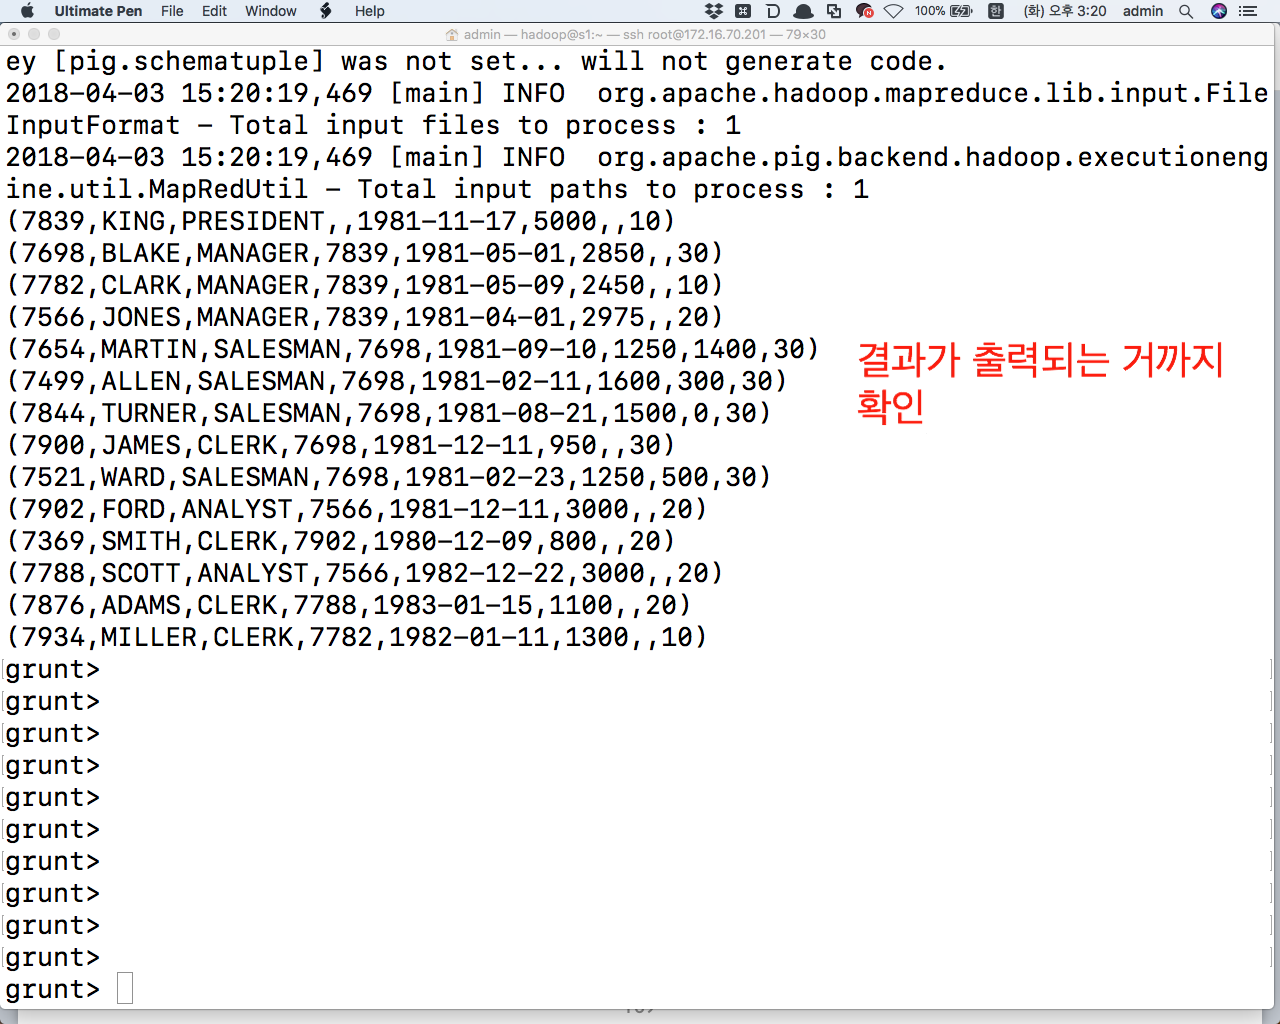 Ultimate Pen File Edit Window Help 100% 한 (화) 오후 3:20 admin
admin — hadoop@s1:~ — ssh root@172.16.70.201 — 79×30
ey [pig.schematuple] was not set... will not generate code.
2018-04-03 15:20:19,469 [main] INFO  org.apache.hadoop.mapreduce.lib.input.File
InputFormat - Total input files to process : 1
2018-04-03 15:20:19,469 [main] INFO  org.apache.pig.backend.hadoop.executioneng
ine.util.MapRedUtil - Total input paths to process : 1
(7839,KING,PRESIDENT,,1981-11-17,5000,,10)
(7698,BLAKE,MANAGER,7839,1981-05-01,2850,,30)
(7782,CLARK,MANAGER,7839,1981-05-09,2450,,10)
(7566,JONES,MANAGER,7839,1981-04-01,2975,,20)
(7654,MARTIN,SALESMAN,7698,1981-09-10,1250,1400,30)
(7499,ALLEN,SALESMAN,7698,1981-02-11,1600,300,30)
(7844,TURNER,SALESMAN,7698,1981-08-21,1500,0,30)
(7900,JAMES,CLERK,7698,1981-12-11,950,,30)
(7521,WARD,SALESMAN,7698,1981-02-23,1250,500,30)
(7902,FORD,ANALYST,7566,1981-12-11,3000,,20)
(7369,SMITH,CLERK,7902,1980-12-09,800,,20)
(7788,SCOTT,ANALYST,7566,1982-12-22,3000,,20)
(7876,ADAMS,CLERK,7788,1983-01-15,1100,,20)
(7934,MILLER,CLERK,7782,1982-01-11,1300,,10)
결과가 출력되는 거까지
확인
grunt>
grunt>
grunt>
grunt>
grunt>
grunt>
grunt>
grunt>
grunt>
grunt>
grunt>